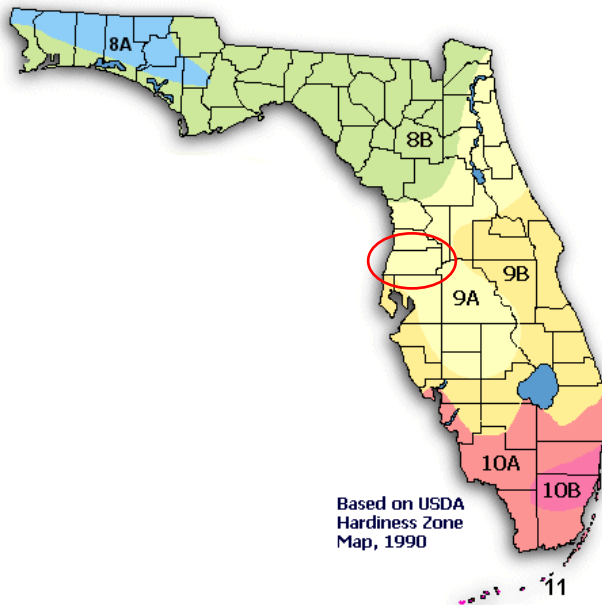 8A
8B
9B
9A
10A
10B
Based on USDA
Hardiness Zone
Map, 1990
11